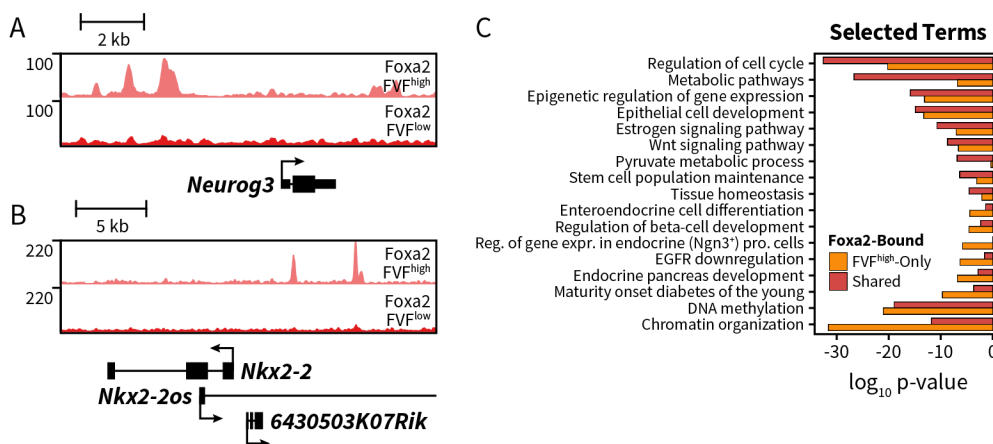 A
2 kb
100
Foxa2
FVFhigh
100
Foxa2
FVFlow
Neurog3
B
5 kb
220
Foxa2
FVFhigh
220
Foxa2
FVFlow
Nkx2-2
Nkx2-2os
6430503K07Rik
C
Selected Terms
Regulation of cell cycle
Metabolic pathways
Epigenetic regulation of gene expression
Epithelial cell development
Estrogen signaling pathway
Wnt signaling pathway
Pyruvate metabolic process
Stem cell population maintenance
Tissue homeostasis
Enteroendocrine cell differentiation
Regulation of beta-cell development
Reg. of gene expr. in endocrine (Ngn3⁺) pro. cells
EGFR downregulation
Endocrine pancreas development
Maturity onset diabetes of the young
DNA methylation
Chromatin organization
Foxa2-Bound
FVFhigh-Only
Shared
-30 -20 -10 0
log₁₀ p-value